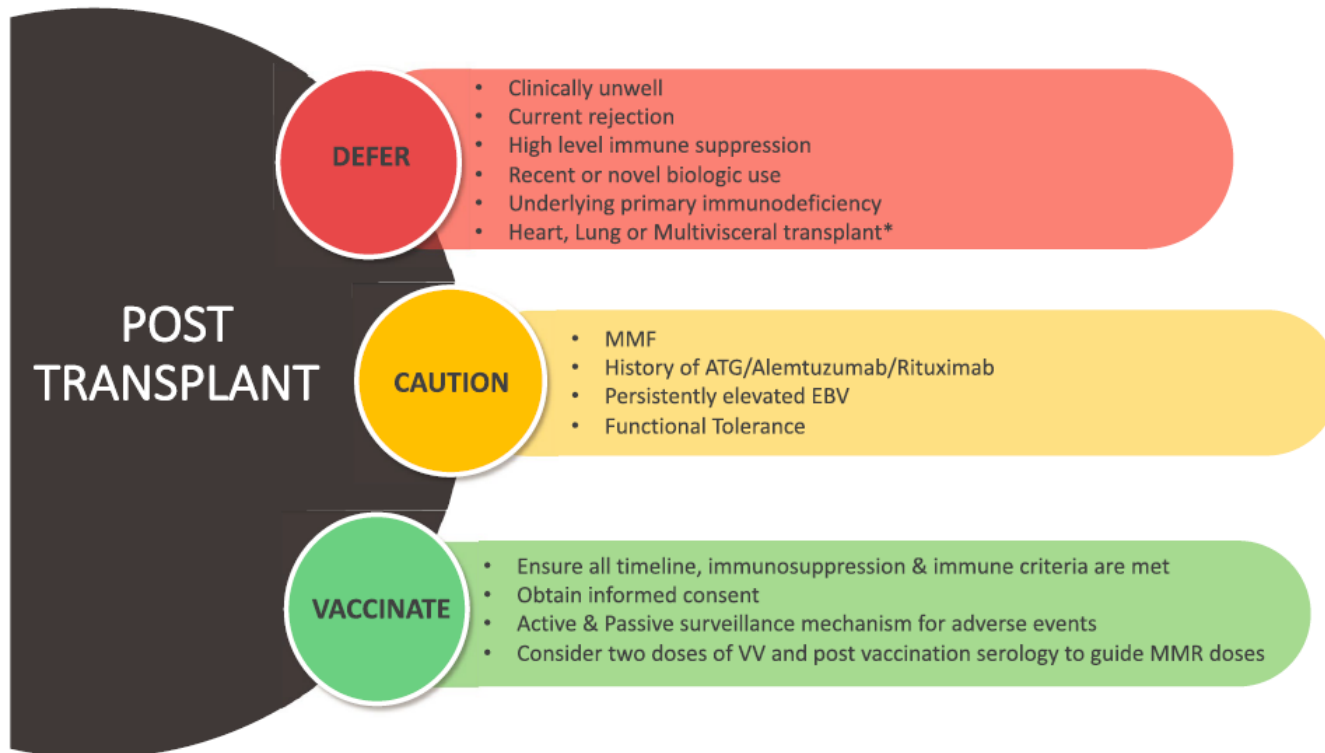 POST
TRANSPLANT
DEFER
• Clinically unwell
• Current rejection
• High level immune suppression
• Recent or novel biologic use
• Underlying primary immunodeficiency
• Heart, Lung or Multivisceral transplant*
CAUTION
• MMF
• History of ATG/Alemtuzumab/Rituximab
• Persistently elevated EBV
• Functional Tolerance
VACCINATE
• Ensure all timeline, immunosuppression & immune criteria are met
• Obtain informed consent
• Active & Passive surveillance mechanism for adverse events
• Consider two doses of VV and post vaccination serology to guide MMR doses